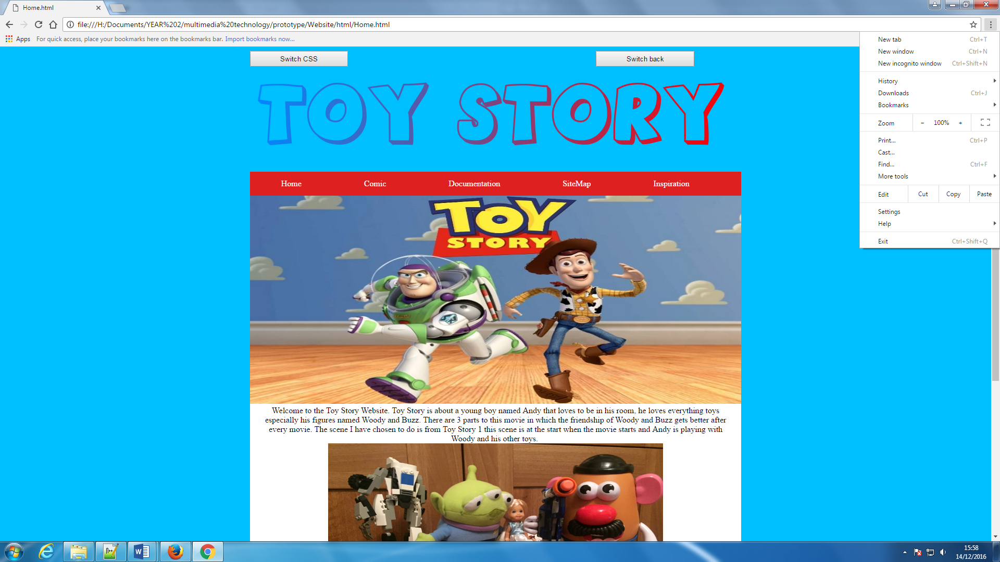 Home.html
file:///H:/Documents/YEAR%202/multimedia%20technology/prototype/Website/html/Home.html
Apps For quick access, place your bookmarks here on the bookmarks bar. Import bookmarks now...
Switch CSS Switch back
TOY STORY
Home Comic Documentation SiteMap Inspiration
TOY
STORY
Welcome to the Toy Story Website. Toy Story is about a young boy named Andy that loves to be in his room, he loves everything toys
especially his figures named Woody and Buzz. There are 3 parts to this movie in which the friendship of Woody and Buzz gets better after
every movie. The scene I have chosen to do is from Toy Story 1 this scene is at the start when the movie starts and Andy is playing with
Woody and his other toys.
New tab Ctrl+T
New window Ctrl+N
New incognito window Ctrl+Shift+N
History
Downloads Ctrl+J
Bookmarks
Zoom - 100% +
Print... Ctrl+P
Cast...
Find... Ctrl+F
More tools
Edit Cut Copy Paste
Settings
Help
Exit Ctrl+Shift+Q
15:58
14/12/2016